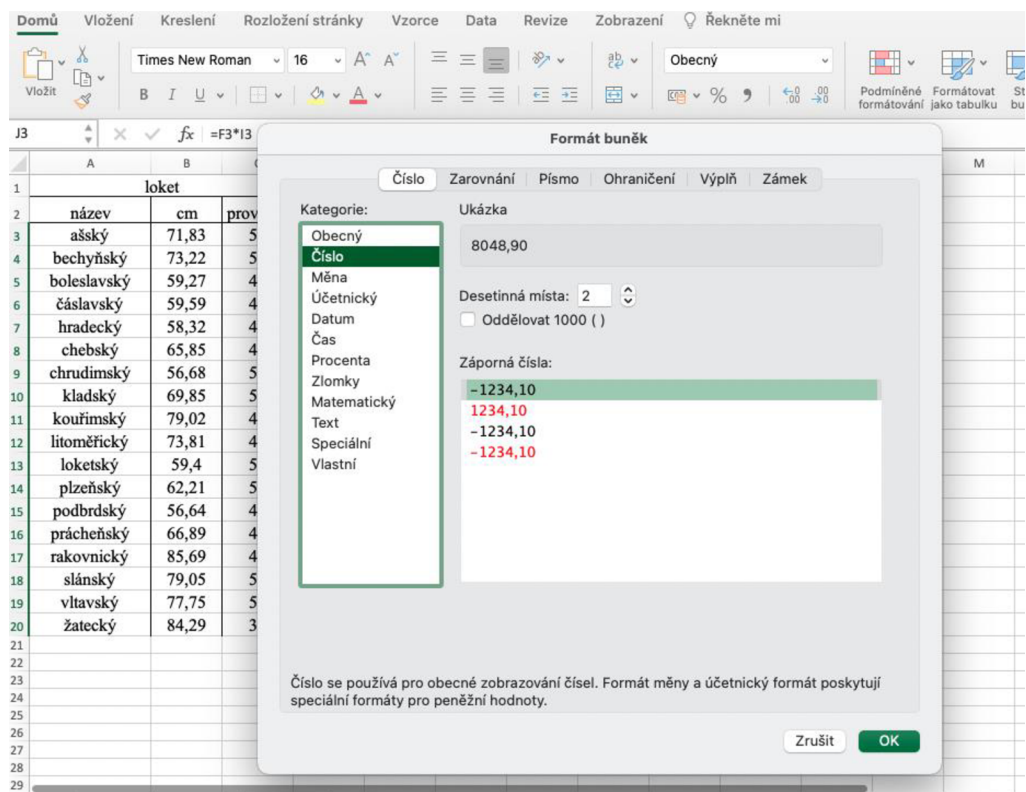 Domů Vložení Kreslení Rozložení stránky Vzorce Data Revize Zobrazení Řekněte mi
Vložit
Times New Roman 16 A^ A˅
Obecný
B I U A
ab
% 9
Podmíněné formátování
Formátovat jako tabulku
St
bu
J3 fx =F3*I3
Formát buněk
Číslo Zarovnání Písmo Ohraničení Výplň Zámek
Kategorie:
Obecný
Číslo
Měna
Účetnický
Datum
Čas
Procenta
Zlomky
Matematický
Text
Speciální
Vlastní
Ukázka
8048,90
Desetinná místa: 2
Oddělovat 1000 ( )
Záporná čísla:
-1234,10
1234,10
-1234,10
-1234,10
Číslo se používá pro obecné zobrazování čísel. Formát měny a účetnický formát poskytují
speciální formáty pro peněžní hodnoty.
Zrušit OK
A B M
1 loket
2 název cm prov
3 ašský 71,83 5
4 bechyňský 73,22 5
5 boleslavský 59,27 4
6 čáslavský 59,59 4
7 hradecký 58,32 4
8 chebský 65,85 4
9 chrudimský 56,68 5
10 kladský 69,85 5
11 kouřimský 79,02 4
12 litoměřický 73,81 4
13 loketský 59,4 5
14 plzeňský 62,21 5
15 podbrdský 56,64 4
16 prácheňský 66,89 4
17 rakovnický 85,69 4
18 slánský 79,05 5
19 vltavský 77,75 5
20 žatecký 84,29 3
21
22
23
24
25
26
27
28
29